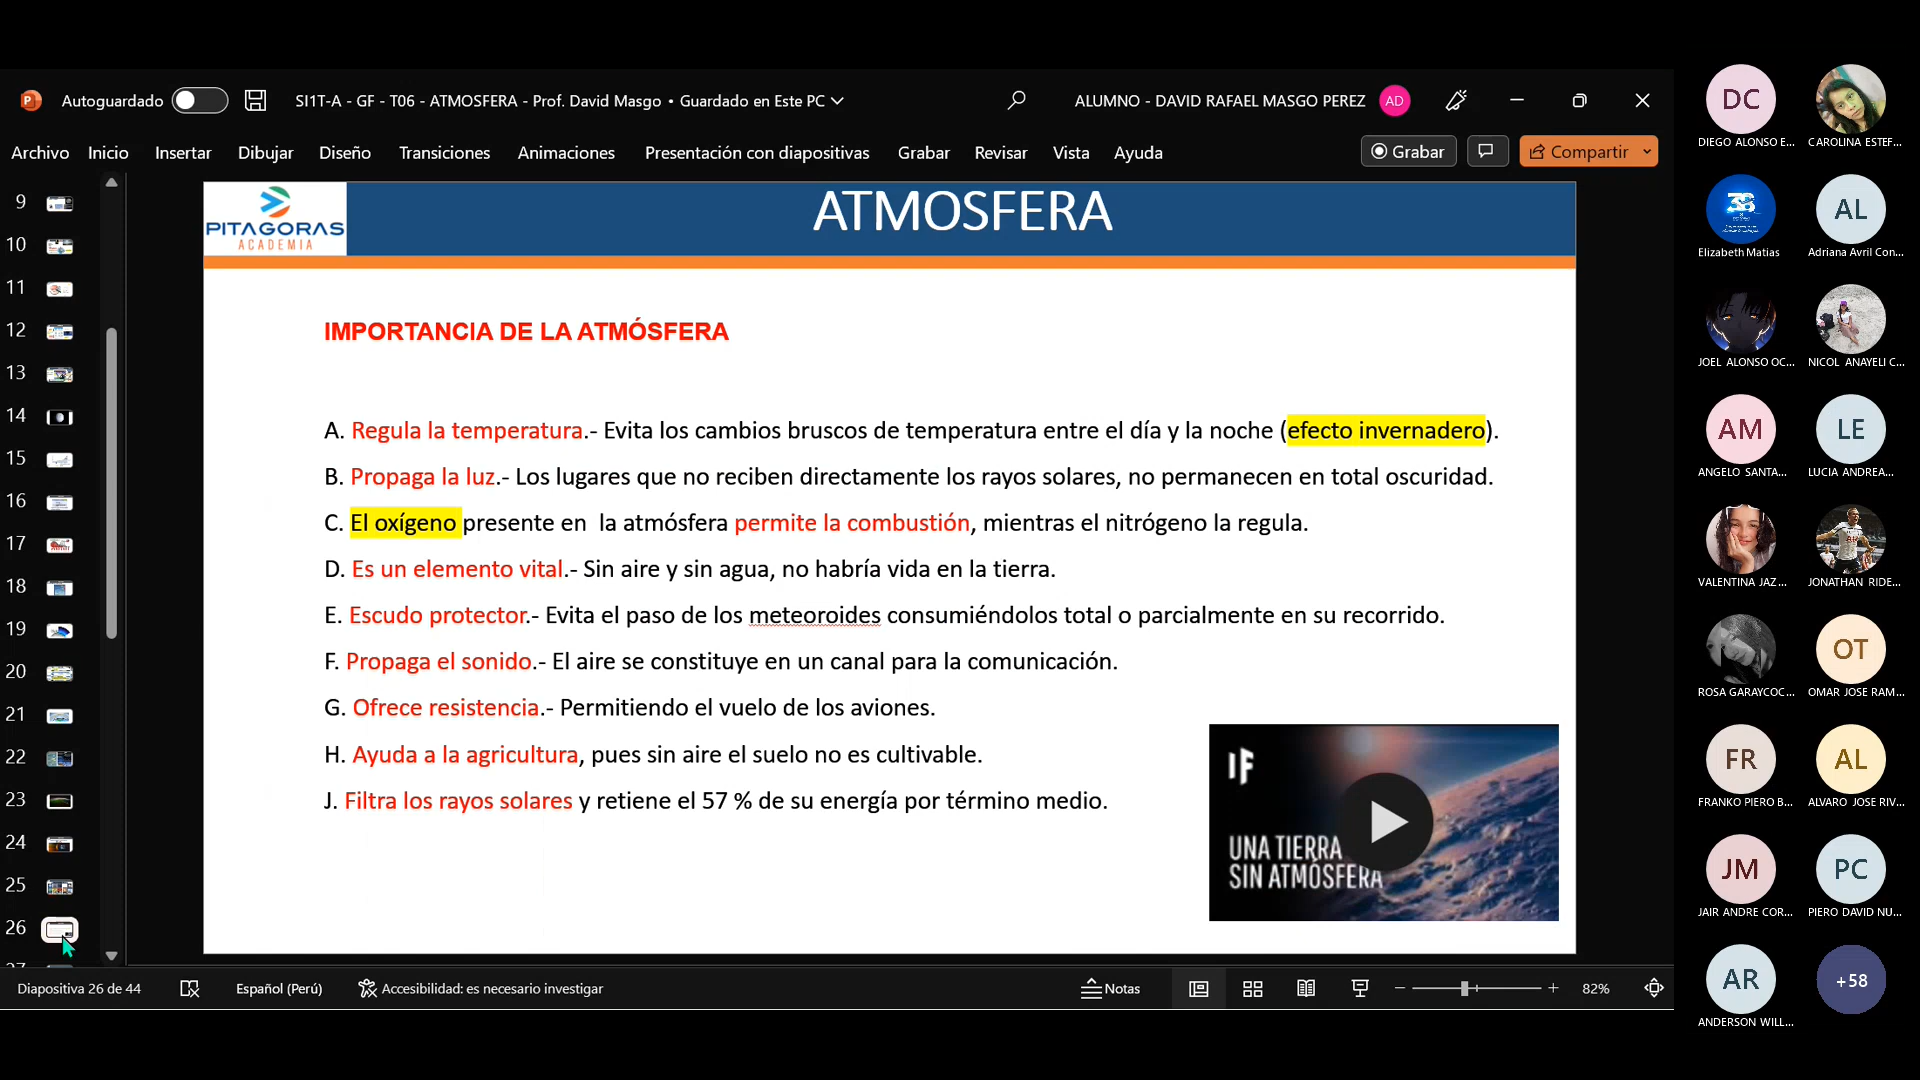 Autoguardado
SI1T-A - GF - T06 - ATMOSFERA - Prof. David Masgo • Guardado en Este PC
ALUMNO - DAVID RAFAEL MASGO PEREZ
AD
Archivo Inicio Insertar Dibujar Diseño Transiciones Animaciones Presentación con diapositivas Grabar Revisar Vista Ayuda
Grabar
Compartir
9
10
11
12
13
14
15
16
17
18
19
20
21
22
23
24
25
26
27
PITAGORAS
ACADEMIA
ATMOSFERA
IMPORTANCIA DE LA ATMÓSFERA
A. Regula la temperatura.- Evita los cambios bruscos de temperatura entre el día y la noche (efecto invernadero).
B. Propaga la luz.- Los lugares que no reciben directamente los rayos solares, no permanecen en total oscuridad.
C. El oxígeno presente en la atmósfera permite la combustión, mientras el nitrógeno la regula.
D. Es un elemento vital.- Sin aire y sin agua, no habría vida en la tierra.
E. Escudo protector.- Evita el paso de los meteoroides consumiéndolos total o parcialmente en su recorrido.
F. Propaga el sonido.- El aire se constituye en un canal para la comunicación.
G. Ofrece resistencia.- Permitiendo el vuelo de los aviones.
H. Ayuda a la agricultura, pues sin aire el suelo no es cultivable.
J. Filtra los rayos solares y retiene el 57 % de su energía por término medio.
IF
UNA TIERRA
SIN ATMÓSFERA
Diapositiva 26 de 44
Español (Perú)
Accesibilidad: es necesario investigar
Notas
82%
DC
DIEGO ALONSO E...
CAROLINA ESTEF...
38
Elizabeth Matias
AL
Adriana Avril Con...
JOEL ALONSO OC...
NICOL ANAYELI C...
AM
ANGELO SANTA...
LE
LUCIA ANDREA...
VALENTINA JAZ...
JONATHAN RIDE...
ROSA GARAYCOC...
OT
OMAR JOSE RAM...
FR
FRANKO PIERO B...
AL
ALVARO JOSE RIV...
JM
JAIR ANDRE COR...
PC
PIERO DAVID NU...
AR
ANDERSON WILL...
+58